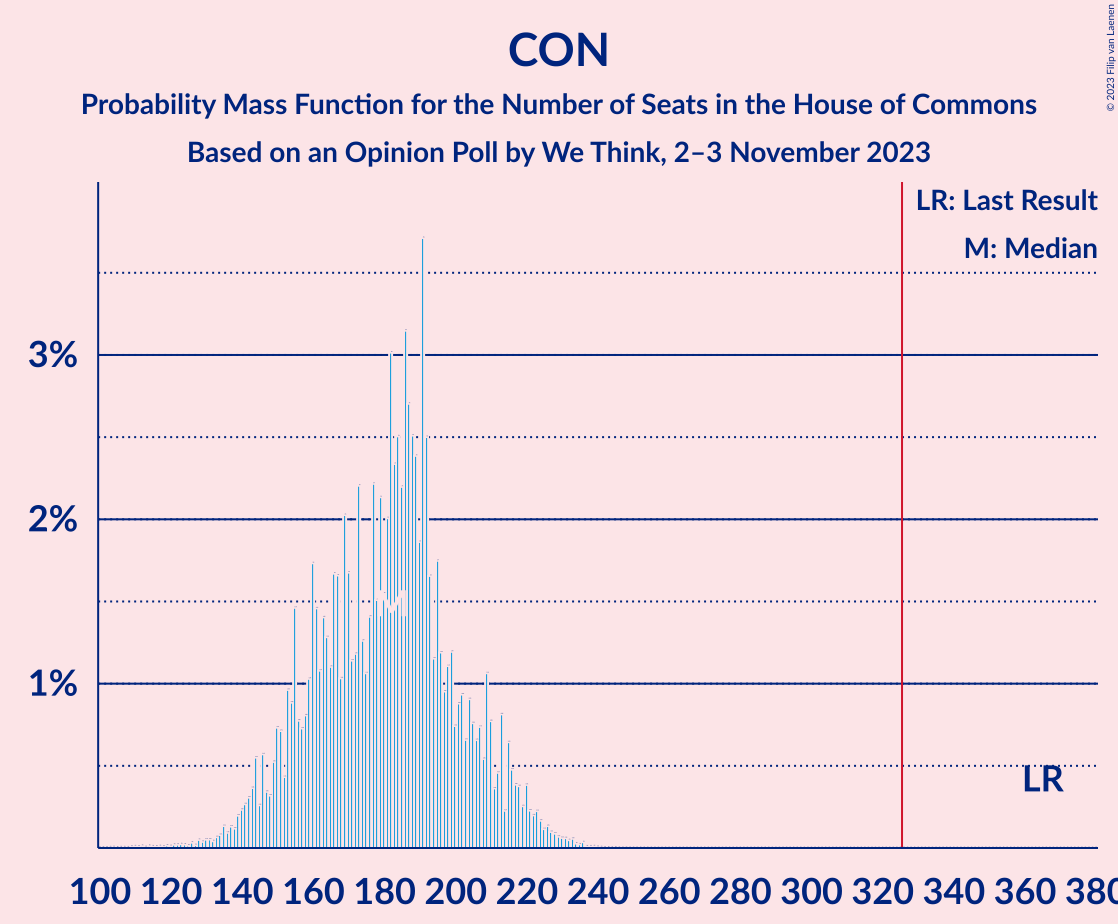 CON
Probability Mass Function for the Number of Seats in the House of Commons
Based on an Opinion Poll by We Think, 2–3 November 2023
© 2023 Filip van Laenen
LR: Last Result
M: Median
3%
2%
1%
M
LR
100 120 140 160 180 200 220 240 260 280 300 320 340 360 380